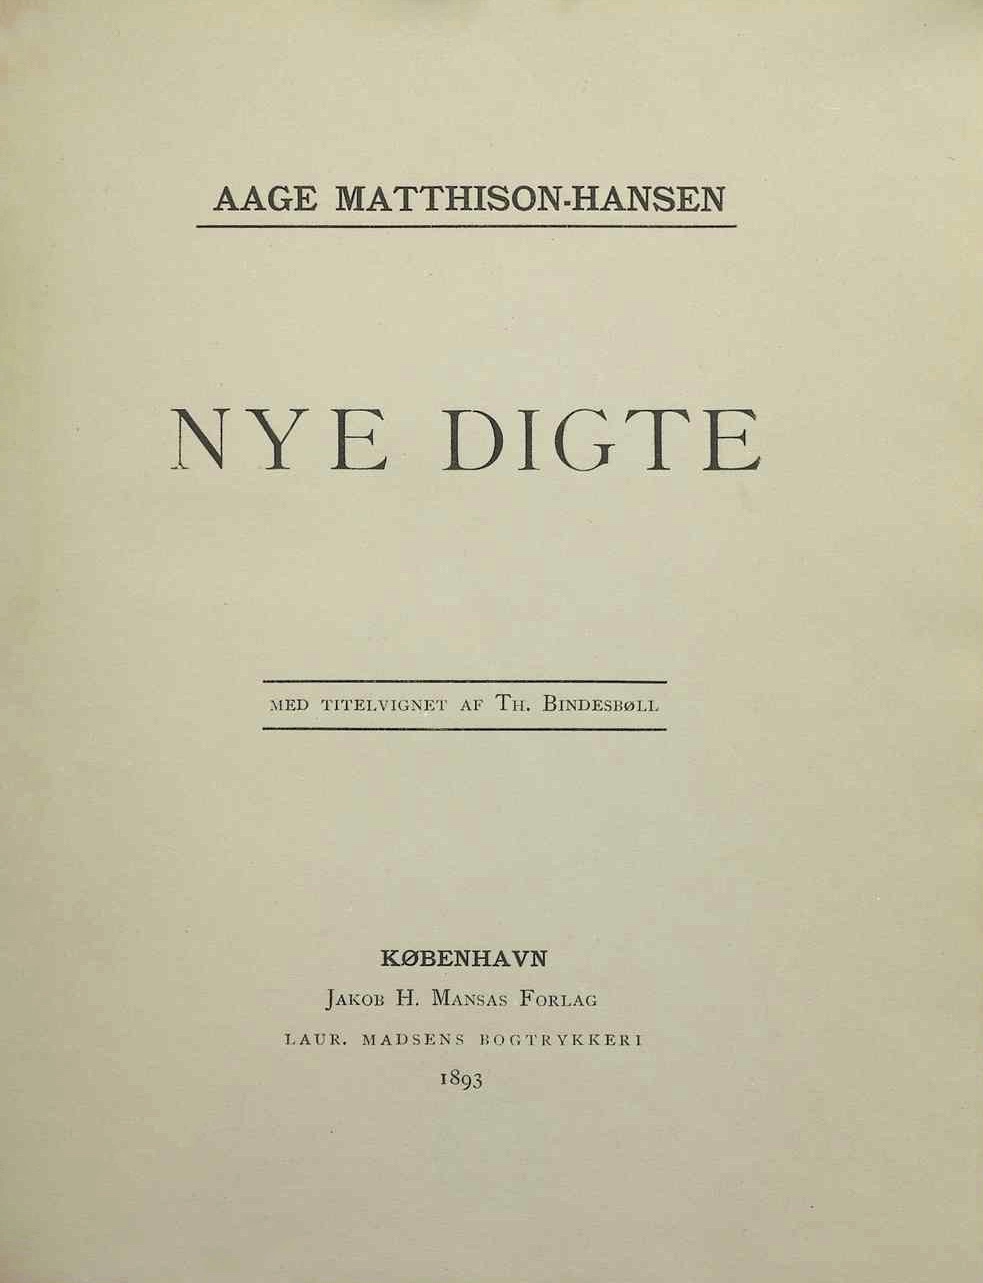 AAGE MATTHISON-HANSEN
NYE DIGTE
MED TITELVIGNET AF TH. BINDESBØLL
KØBENHAVN
JAKOB H. MANSAS FORLAG
LAUR. MADSENS BOGTRYKKERI
1893